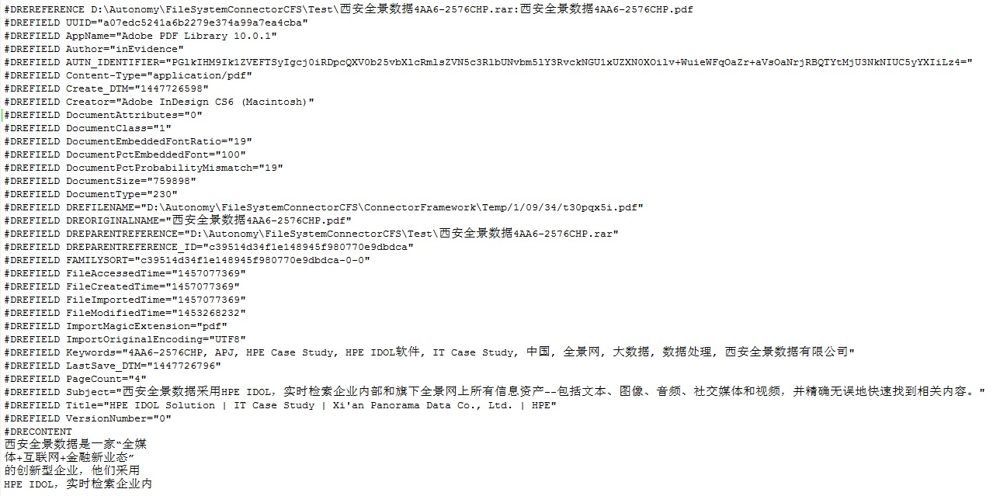 #DREREFERENCE D:\Autonomy\FileSystemConnectorCFS\Test\西安全景数据4AA6-2576CHP.rar:西安全景数据4AA6-2576CHP.pdf
#DREFIELD UUID="a07edc5241a6b2279e374a99a7ea4cba"
#DREFIELD AppName="Adobe PDF Library 10.0.1"
#DREFIELD Author="inEvidence"
#DREFIELD AUTN_IDENTIFIER="PGlkIHM9Ik1ZVEFTSyIgcj0iRDpcQXV0b25vbXlcRmlsZVN5c3RlbUNvbm5lY3RvckNGU1xUZXN0XOilv+WuieWFqOaZr+aVsOaNrjRBQTYtMjU3NkNIUC5yYXIiLz4="
#DREFIELD Content-Type="application/pdf"
#DREFIELD Create_DTM="1447726598"
#DREFIELD Creator="Adobe InDesign CS6 (Macintosh)"
#DREFIELD DocumentAttributes="0"
#DREFIELD DocumentClass="1"
#DREFIELD DocumentEmbeddedFontRatio="19"
#DREFIELD DocumentPctEmbeddedFont="100"
#DREFIELD DocumentPctProbabilityMismatch="19"
#DREFIELD DocumentSize="759898"
#DREFIELD DocumentType="230"
#DREFIELD DREFILENAME="D:\Autonomy\FileSystemConnectorCFS\ConnectorFramework\Temp/1/09/34/t30pqx5i.pdf"
#DREFIELD DREORIGINALNAME="西安全景数据4AA6-2576CHP.pdf"
#DREFIELD DREPARENTREFERENCE="D:\Autonomy\FileSystemConnectorCFS\Test\西安全景数据4AA6-2576CHP.rar"
#DREFIELD DREPARENTREFERENCE_ID="c39514d34f1e148945f980770e9dbdca"
#DREFIELD FAMILYSORT="c39514d34f1e148945f980770e9dbdca-0-0"
#DREFIELD FileAccessedTime="1457077369"
#DREFIELD FileCreatedTime="1457077369"
#DREFIELD FileImportedTime="1457077369"
#DREFIELD FileModifiedTime="1453268232"
#DREFIELD ImportMagicExtension="pdf"
#DREFIELD ImportOriginalEncoding="UTF8"
#DREFIELD Keywords="4AA6-2576CHP, APJ, HPE Case Study, HPE IDOL软件, IT Case Study, 中国, 全景网, 大数据, 数据处理, 西安全景数据有限公司"
#DREFIELD LastSave_DTM="1447726796"
#DREFIELD PageCount="4"
#DREFIELD Subject="西安全景数据采用HPE IDOL，实时检索企业内部和旗下全景网上所有信息资产--包括文本、图像、音频、社交媒体和视频，并精确无误地快速找到相关内容。"
#DREFIELD Title="HPE IDOL Solution | IT Case Study | Xi'an Panorama Data Co., Ltd. | HPE"
#DREFIELD VersionNumber="0"
#DRECONTENT
西安全景数据是一家“全媒
体+互联网+金融新业态”
的创新型企业，他们采用
HPE IDOL，实时检索企业内